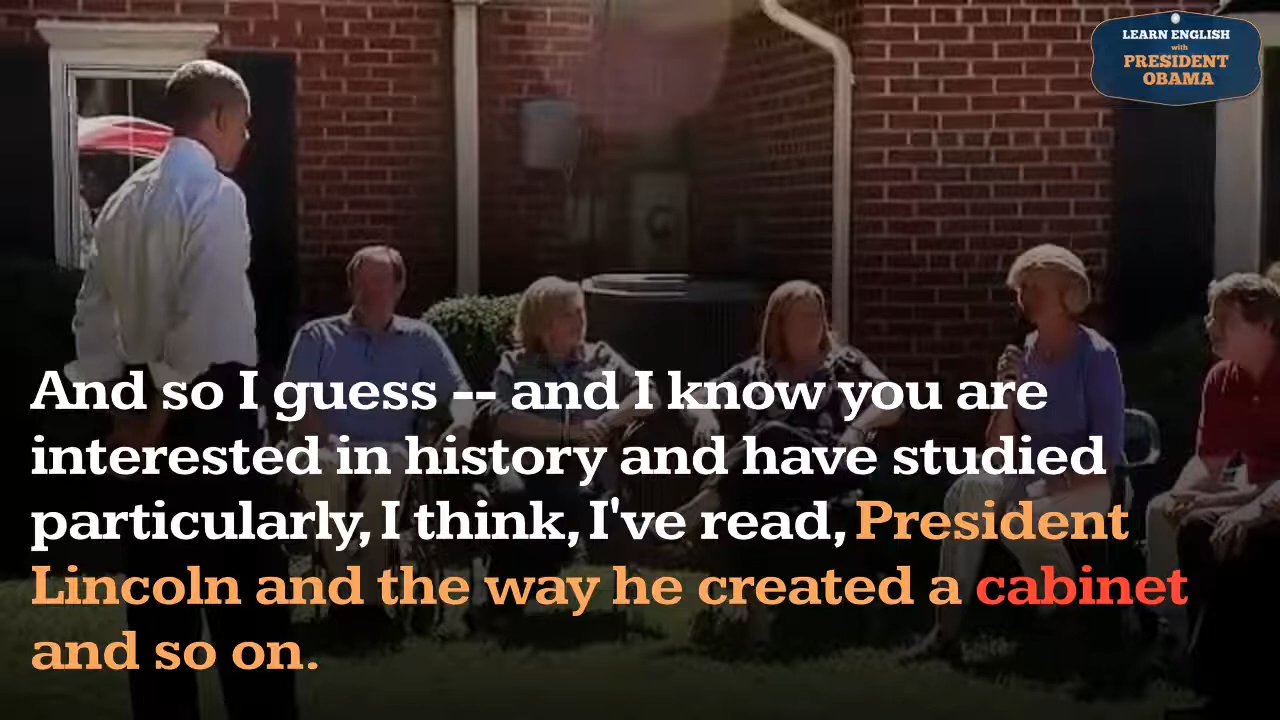 LEARN ENGLISH
with
PRESIDENT
OBAMA
And so I guess -- and I know you are
interested in history and have studied
particularly, I think, I've read, President
Lincoln and the way he created a cabinet
and so on.